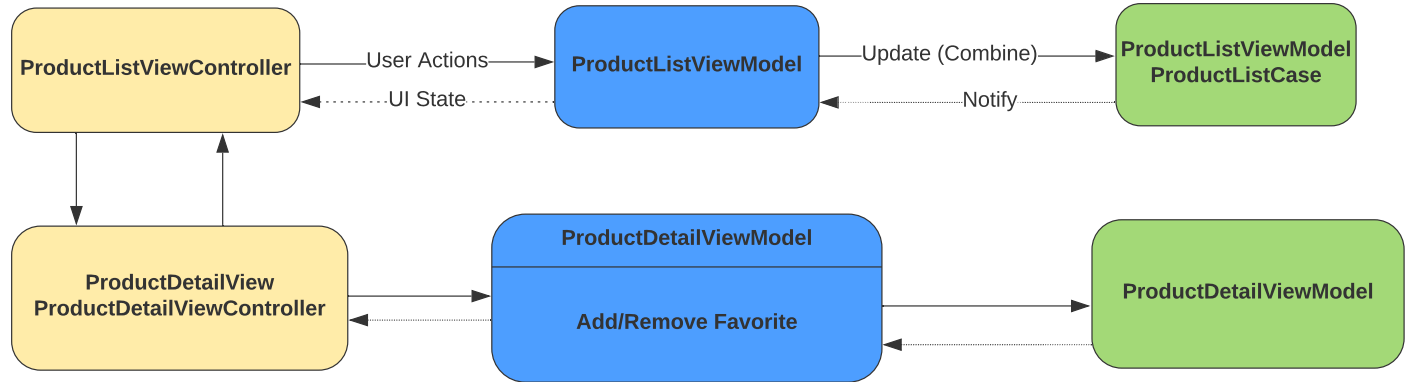 ProductListViewController
User Actions
UI State
ProductListViewModel
Update (Combine)
Notify
ProductListViewModel
ProductListCase
ProductDetailView
ProductDetailViewController
ProductDetailViewModel
Add/Remove Favorite
ProductDetailViewModel